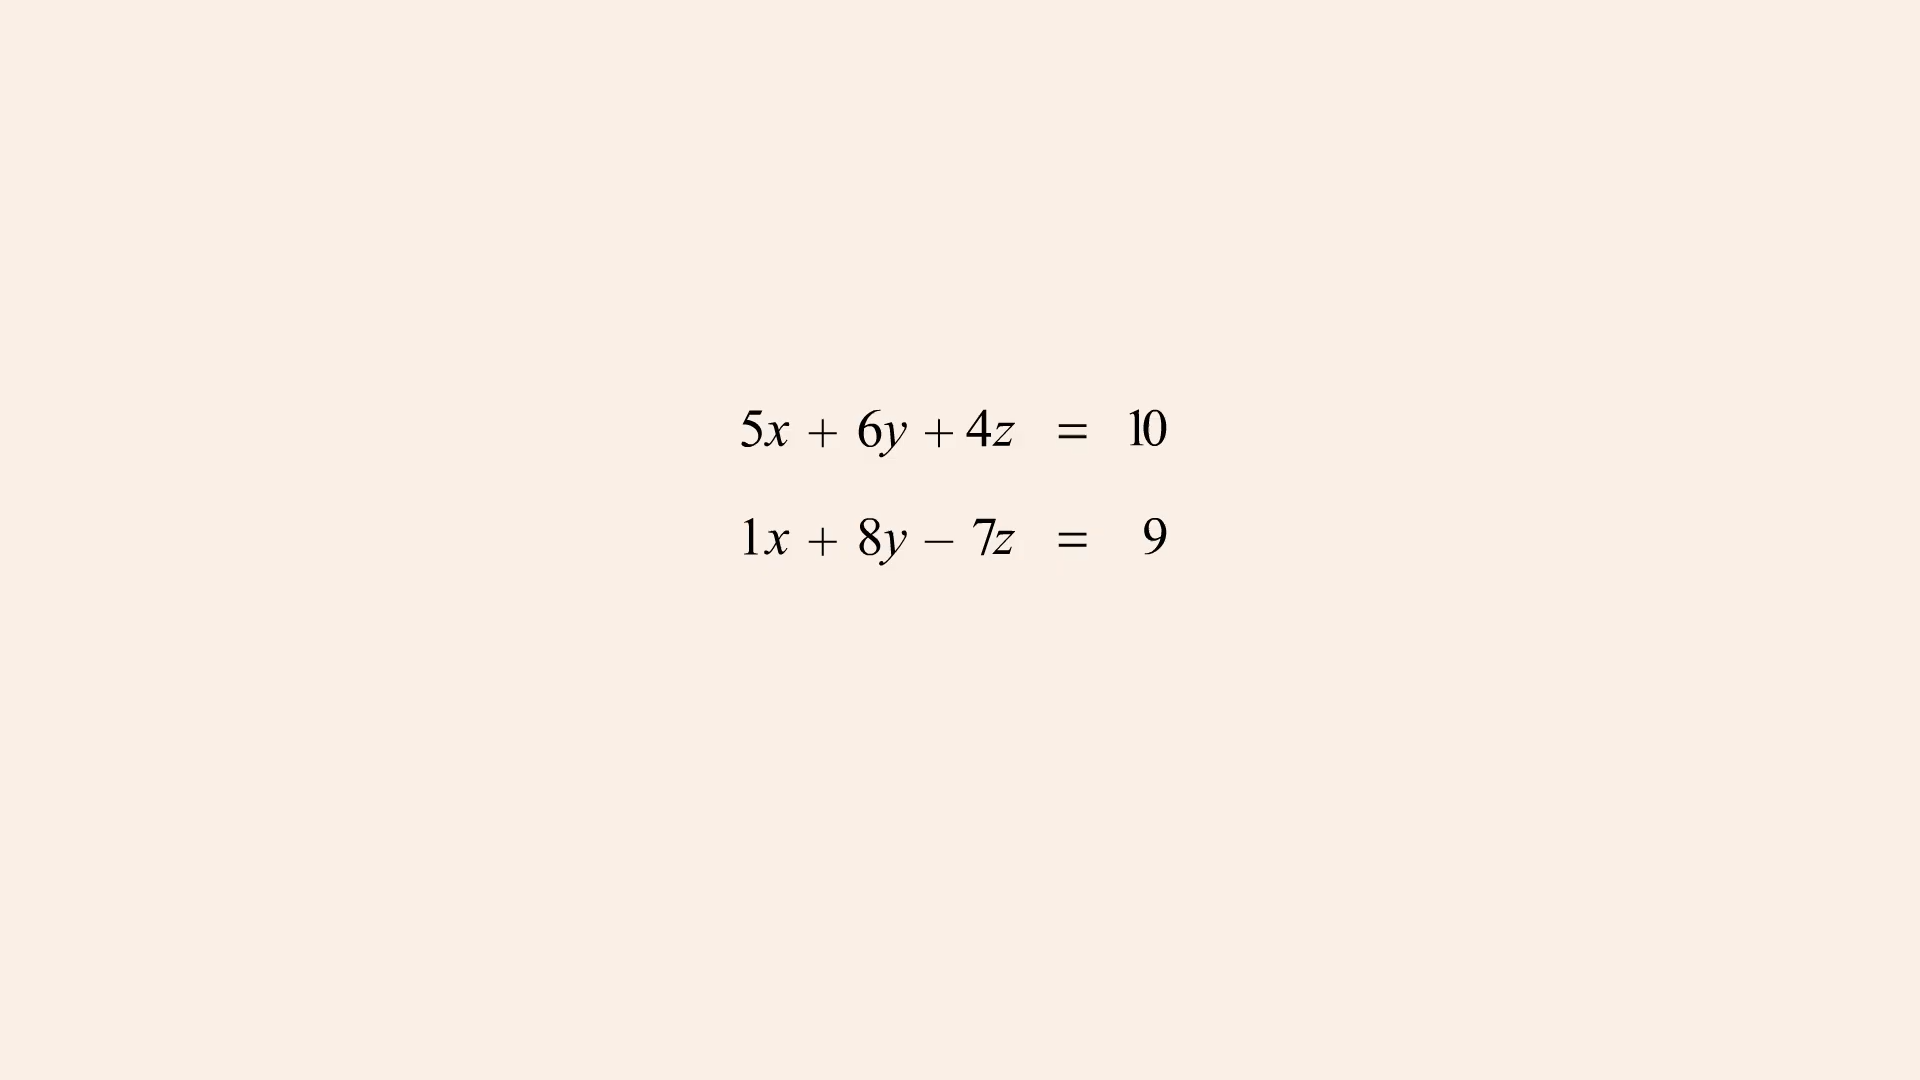 5x + 6y + 4z = 10
1x + 8y − 7z = 9